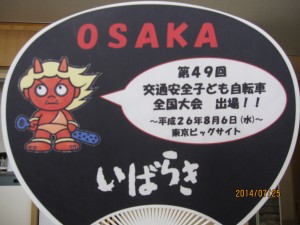 OSAKA
第49回
交通安全子ども自転車
全国大会 出場!!
~平成26年8月6日(水)~
東京ビッグサイト
いばらき
2014/07/25